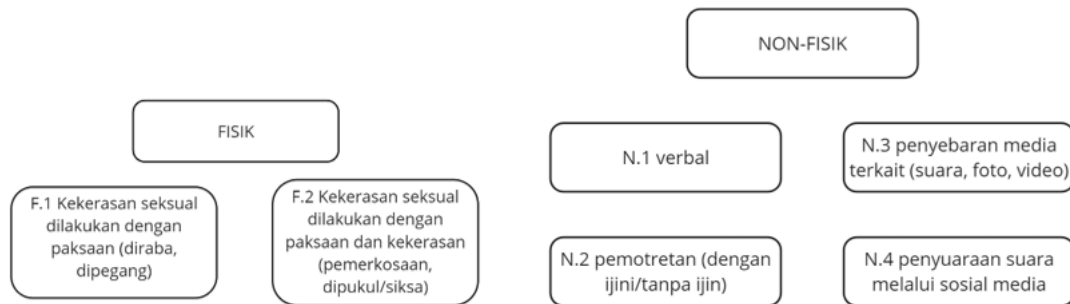 FISIK
F.1 Kekerasan seksual
dilakukan dengan
paksaan (diraba,
dipegang)
F.2 Kekerasan seksual
dilakukan dengan
paksaan dan kekerasan
(pemerkosaan,
dipukul/siksa)
NON-FISIK
N.1 verbal
N.3 penyebaran media
terkait (suara, foto, video)
N.2 pemotretan (dengan
ijini/tanpa ijin)
N.4 penyuaraan suara
melalui sosial media